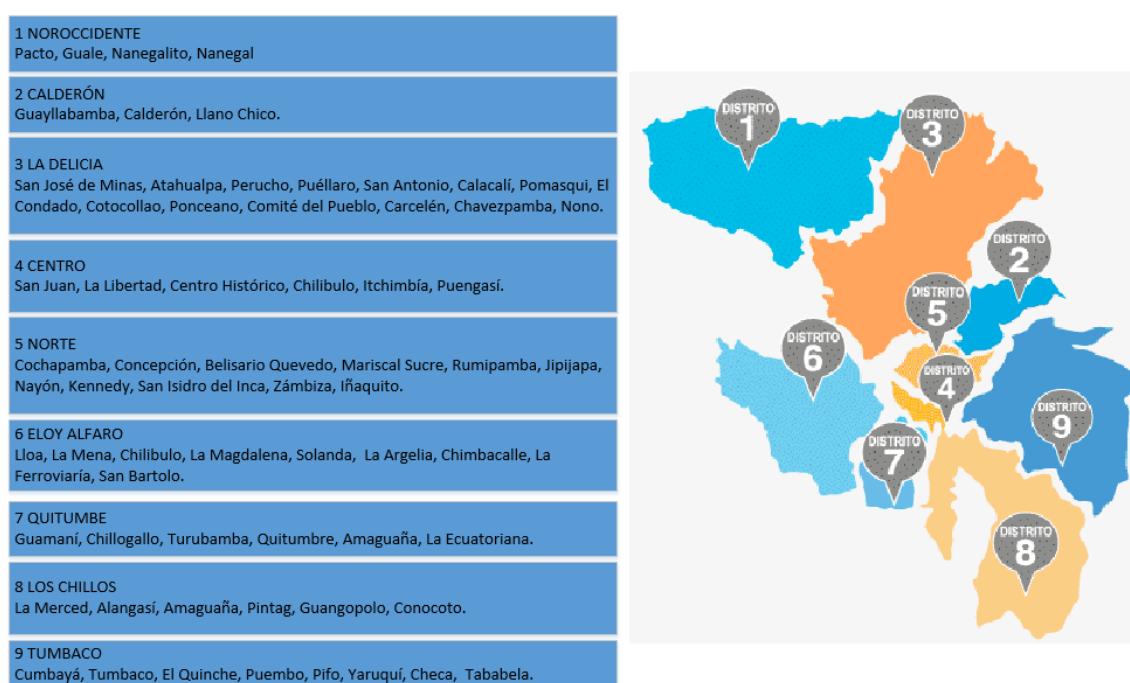 1 NOROCCIDENTE
Pacto, Guale, Nanegalito, Nanegal
2 CALDERÓN
Guayllabamba, Calderón, Llano Chico.
3 LA DELICIA
San José de Minas, Atahualpa, Perucho, Puéllaro, San Antonio, Calacalí, Pomasqui, El
Condado, Cotocollao, Ponceano, Comité del Pueblo, Carcelén, Chavezpamba, Nono.
4 CENTRO
San Juan, La Libertad, Centro Histórico, Chilibulo, Itchimbía, Puengasí.
5 NORTE
Cochapamba, Concepción, Belisario Quevedo, Mariscal Sucre, Rumipamba, Jipijapa,
Nayón, Kennedy, San Isidro del Inca, Zámbiza, Iñaquito.
6 ELOY ALFARO
Lloa, La Mena, Chilibulo, La Magdalena, Solanda, La Argelia, Chimbacalle, La
Ferroviaría, San Bartolo.
7 QUITUMBE
Guamaní, Chillogallo, Turubamba, Quitumbre, Amaguaña, La Ecuatoriana.
8 LOS CHILLOS
La Merced, Alangasí, Amaguaña, Pintag, Guangopolo, Conocoto.
9 TUMBACO
Cumbayá, Tumbaco, El Quinche, Puembo, Pifo, Yaruquí, Checa, Tababela.
DISTRITO
1
DISTRITO
3
DISTRITO
2
DISTRITO
5
DISTRITO
6
DISTRITO
4
DISTRITO
9
DISTRITO
7
DISTRITO
8